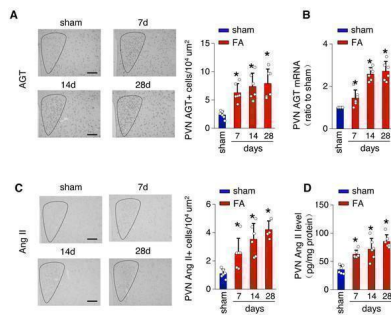 A
sham
7d
AGT
14d
28d
PVN AGT+ cells/10⁴ um2
15
10
5
0
sham
FA
*
*
*
sham
7
14
28
days
B
PVN AGT mRNA
(ratio to sham)
4
2
0
sham
FA
*
*
*
sham
7
14
28
days
C
sham
7d
Ang II
14d
28d
PVN Ang II+ cells/10⁴ um2
6
4
2
0
sham
FA
*
*
*
sham
7
14
28
days
D
PVN Ang II level
(pg/mg protein)
150
100
50
0
sham
FA
*
*
*
sham
7
14
28
days